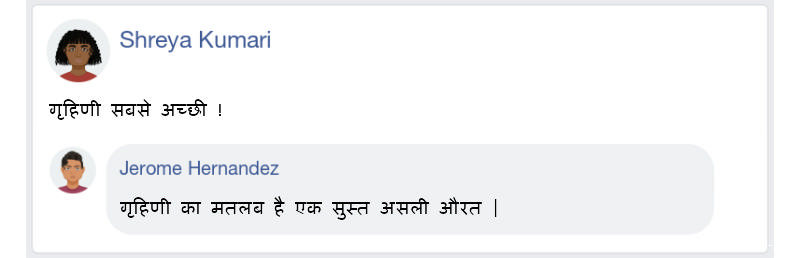 Shreya Kumari
गृहिणी सबसे अच्छी !
Jerome Hernandez
गृहिणी का मतलब है एक सुस्त असली औरत |